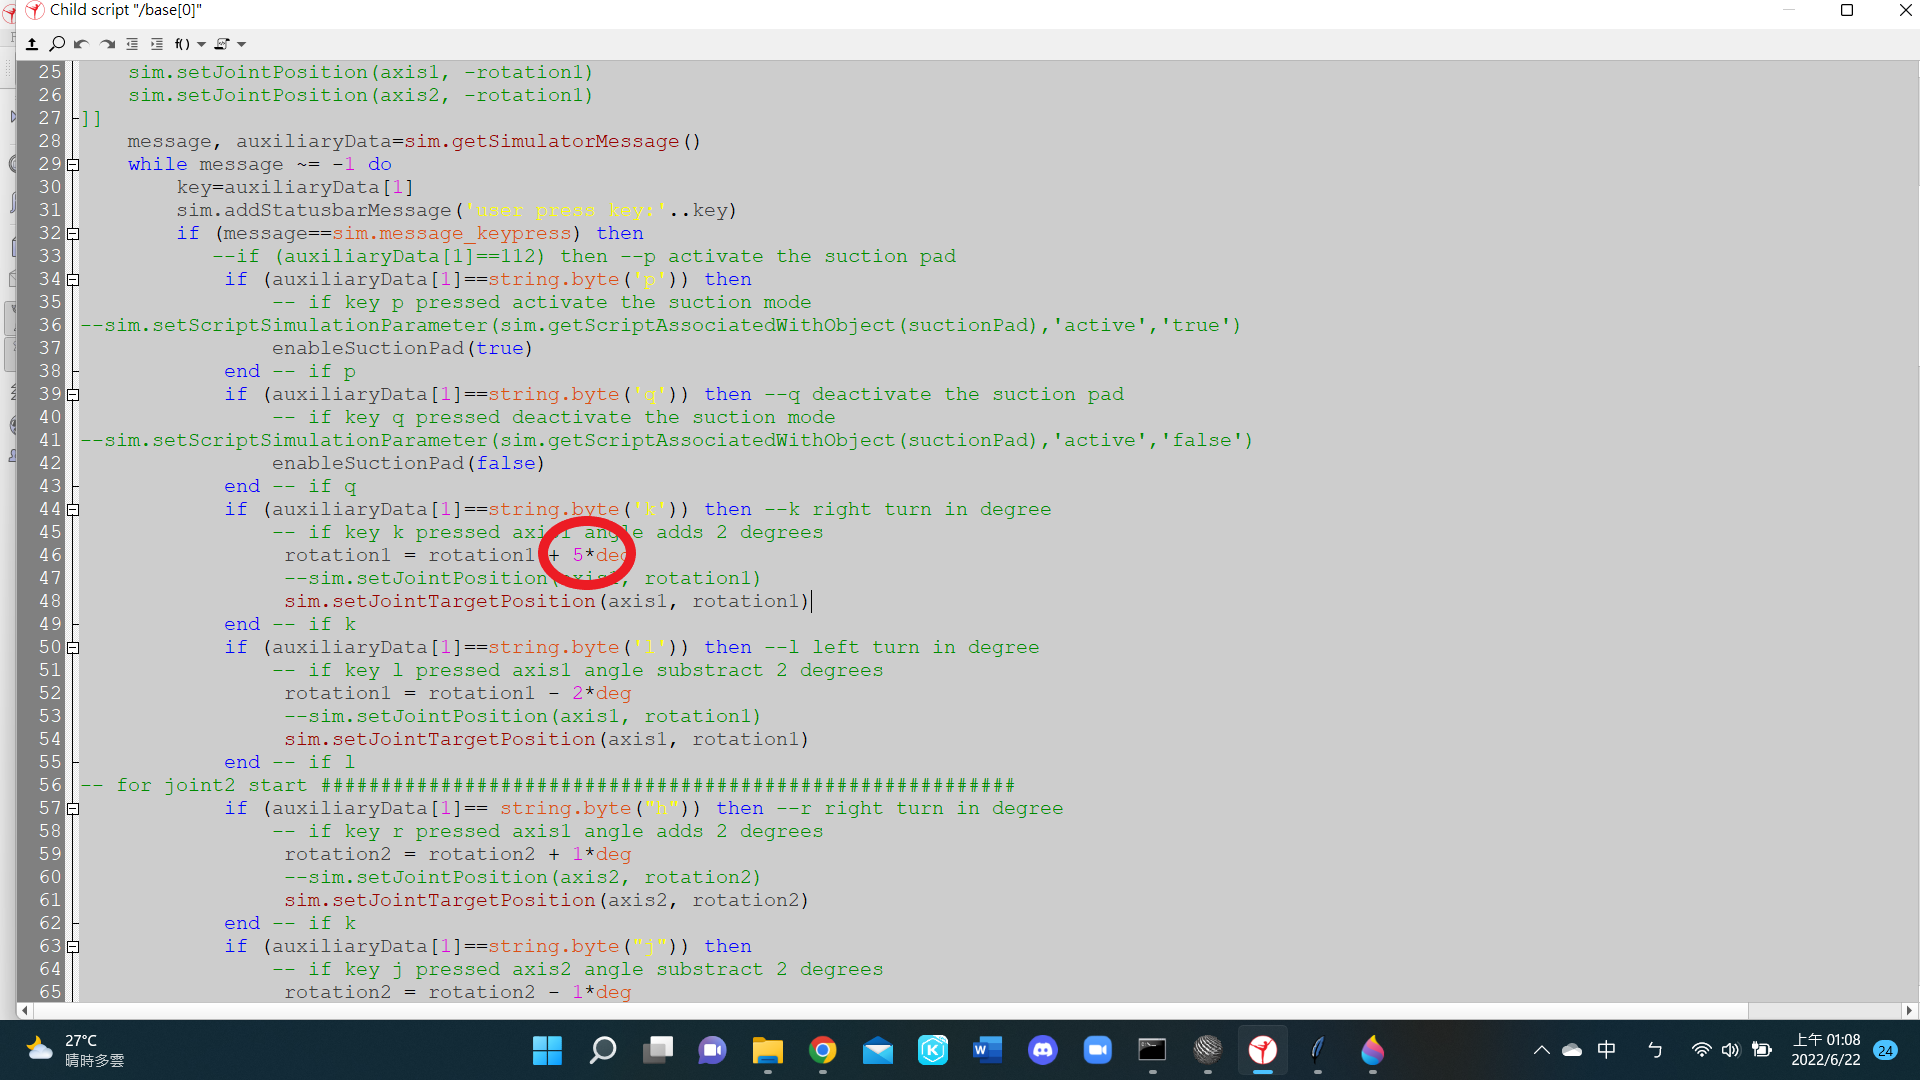 Child script "/base[0]"
f()
25 sim.setJointPosition(axis1, -rotation1)
26 sim.setJointPosition(axis2, -rotation1)
27 ]]
28 message, auxiliaryData=sim.getSimulatorMessage()
29 while message ~= -1 do
30 key=auxiliaryData[1]
31 sim.addStatusbarMessage('user press key:'..key)
32 if (message==sim.message_keypress) then
33 --if (auxiliaryData[1]==112) then --p activate the suction pad
34 if (auxiliaryData[1]==string.byte('p')) then
35 -- if key p pressed activate the suction mode
36 --sim.setScriptSimulationParameter(sim.getScriptAssociatedWithObject(suctionPad),'active','true')
37 enableSuctionPad(true)
38 end -- if p
39 if (auxiliaryData[1]==string.byte('q')) then --q deactivate the suction pad
40 -- if key q pressed deactivate the suction mode
41 --sim.setScriptSimulationParameter(sim.getScriptAssociatedWithObject(suctionPad),'active','false')
42 enableSuctionPad(false)
43 end -- if q
44 if (auxiliaryData[1]==string.byte('k')) then --k right turn in degree
45 -- if key k pressed axis1 angle adds 2 degrees
46 rotation1 = rotation1 + 5*deg
47 --sim.setJointPosition(axis1, rotation1)
48 sim.setJointTargetPosition(axis1, rotation1)
49 end -- if k
50 if (auxiliaryData[1]==string.byte('l')) then --l left turn in degree
51 -- if key l pressed axis1 angle substract 2 degrees
52 rotation1 = rotation1 - 2*deg
53 --sim.setJointPosition(axis1, rotation1)
54 sim.setJointTargetPosition(axis1, rotation1)
55 end -- if l
56 -- for joint2 start ##########################################################
57 if (auxiliaryData[1]== string.byte("h")) then --r right turn in degree
58 -- if key r pressed axis1 angle adds 2 degrees
59 rotation2 = rotation2 + 1*deg
60 --sim.setJointPosition(axis2, rotation2)
61 sim.setJointTargetPosition(axis2, rotation2)
62 end -- if k
63 if (auxiliaryData[1]==string.byte("j")) then
64 -- if key j pressed axis2 angle substract 2 degrees
65 rotation2 = rotation2 - 1*deg
27°C
晴時多雲
中
ㄅ
上午 01:08
2022/6/22
24